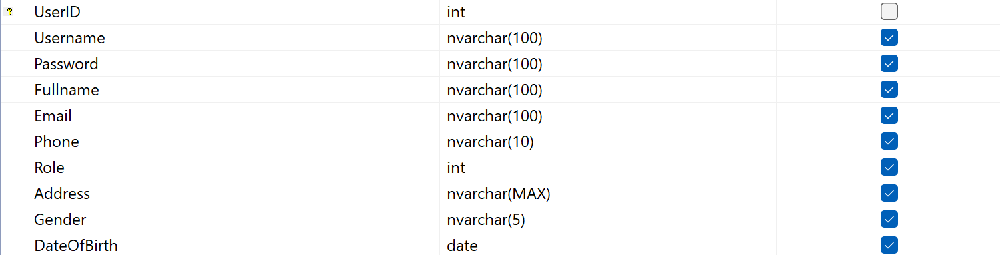 UserID int
Username nvarchar(100)
Password nvarchar(100)
Fullname nvarchar(100)
Email nvarchar(100)
Phone nvarchar(10)
Role int
Address nvarchar(MAX)
Gender nvarchar(5)
DateOfBirth date